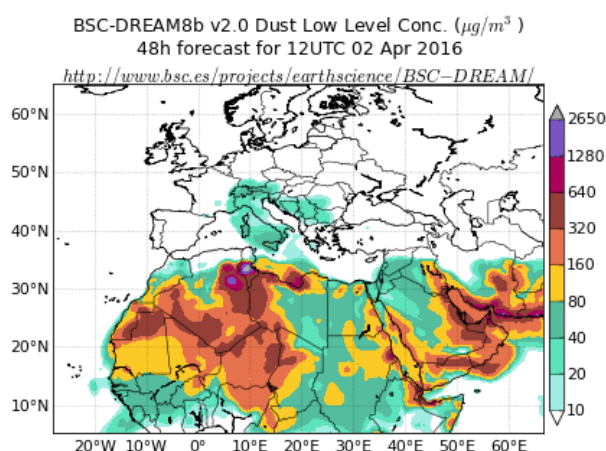 BSC-DREAM8b v2.0 Dust Low Level Conc. (μg/m³ )
48h forecast for 12UTC 02 Apr 2016
http://www.bsc.es/projects/earthscience/BSC−DREAM/
60°N
50°N
40°N
30°N
20°N
10°N
20°W
10°W
0°
10°E
20°E
30°E
40°E
50°E
60°E
2650
1280
640
320
160
80
40
20
10